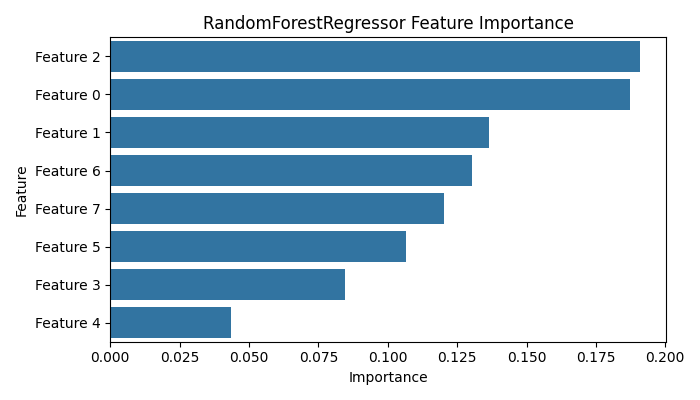 RandomForestRegressor Feature Importance
Feature
Feature 2
Feature 0
Feature 1
Feature 6
Feature 7
Feature 5
Feature 3
Feature 4
0.000 0.025 0.050 0.075 0.100 0.125 0.150 0.175 0.200
Importance